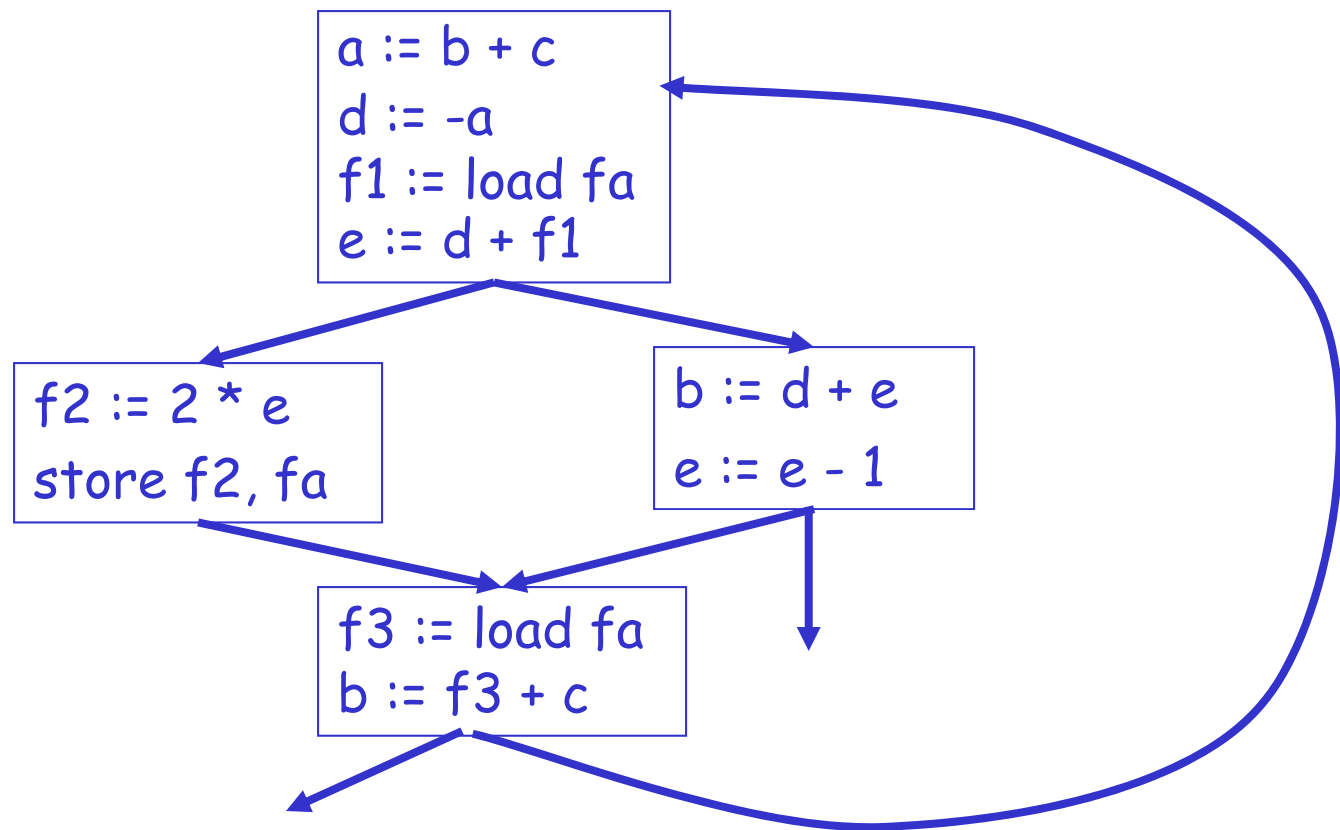 a := b + c
d := -a
f1 := load fa
e := d + f1
f2 := 2 * e
store f2, fa
b := d + e
e := e - 1
f3 := load fa
b := f3 + c